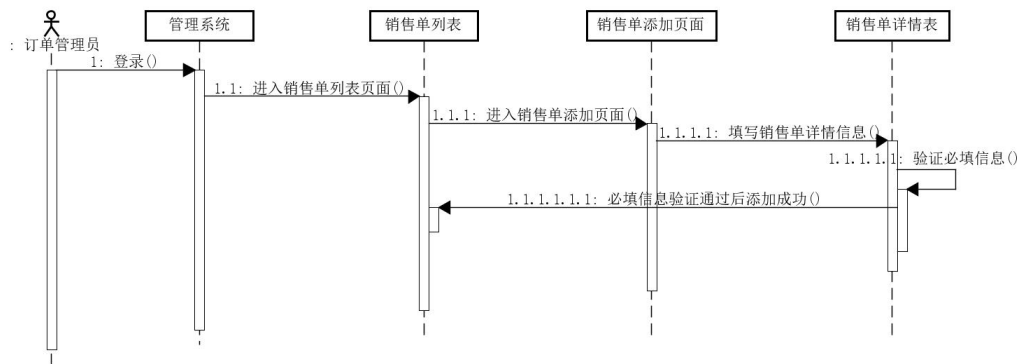 管理系统
销售单列表
销售单添加页面
销售单详情表
: 订单管理员
1: 登录()
1.1: 进入销售单列表页面()
1.1.1: 进入销售单添加页面()
1.1.1.1: 填写销售单详情信息()
1.1.1.1.1: 验证必填信息()
1.1.1.1.1.1: 必填信息验证通过后添加成功()